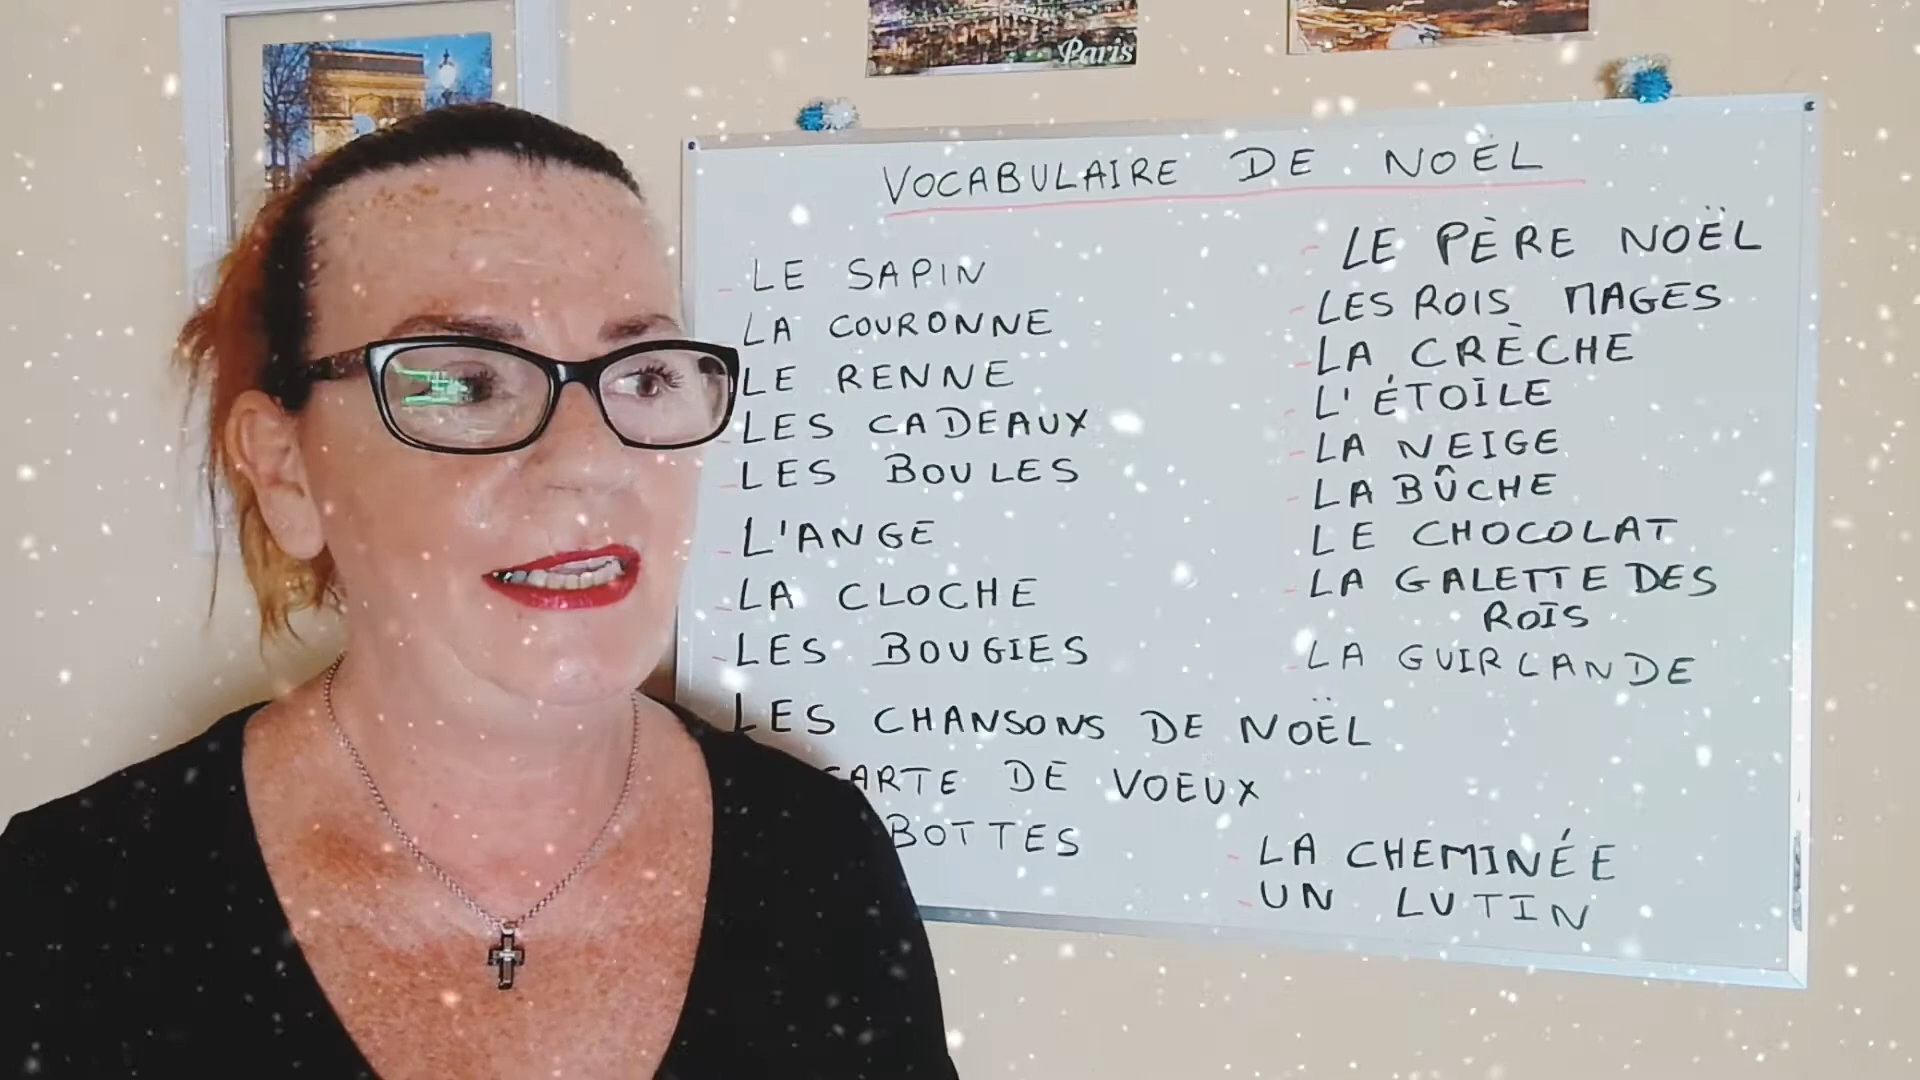 Paris
VOCABULAIRE DE NOËL
LE SAPIN
LA COURONNE
LE RENNE
LES CADEAUX
LES BOULES
L'ANGE
LA CLOCHE
LES BOUGIES
LES CHANSONS DE NOËL
CARTE DE VOEUX
BOTTES
LE PÈRE NOËL
LES ROIS MAGES
LA CRÈCHE
L'ÉTOILE
LA NEIGE
LA BÛCHE
LE CHOCOLAT
LA GALETTE DES
ROIS
LA GUIRLANDE
LA CHEMINÉE
UN LUTIN